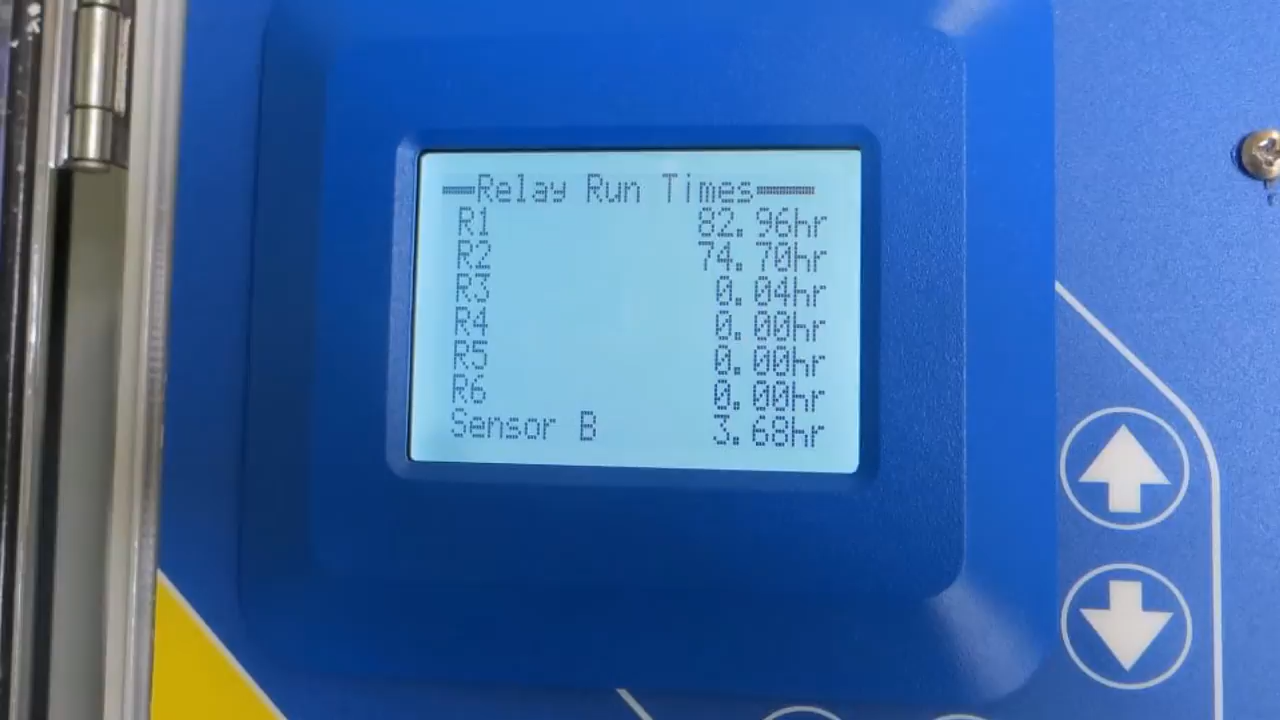 Relay Run Times
R1 82.96hr
R2 74.70hr
R3 0.04hr
R4 0.00hr
R5 0.00hr
R6 0.00hr
Sensor B 3.68hr